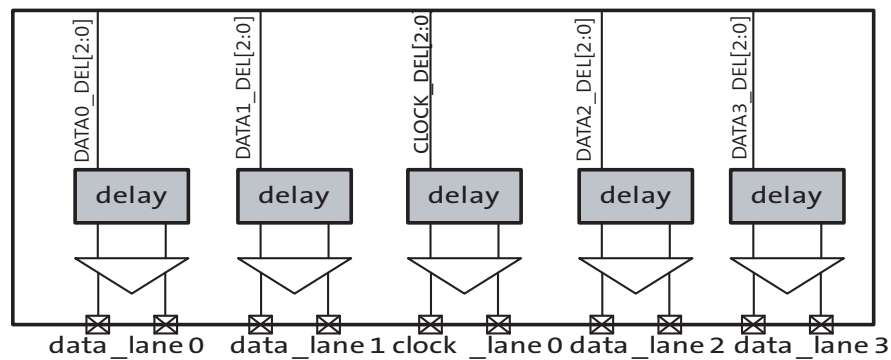 DATA0_DEL[2:0]
DATA1_DEL[2:0]
CLOCK_DEL[2:0]
DATA2_DEL[2:0]
DATA3_DEL[2:0]
delay
delay
delay
delay
delay
data_lane0
data_lane1
clock_lane0
data_lane2
data_lane3